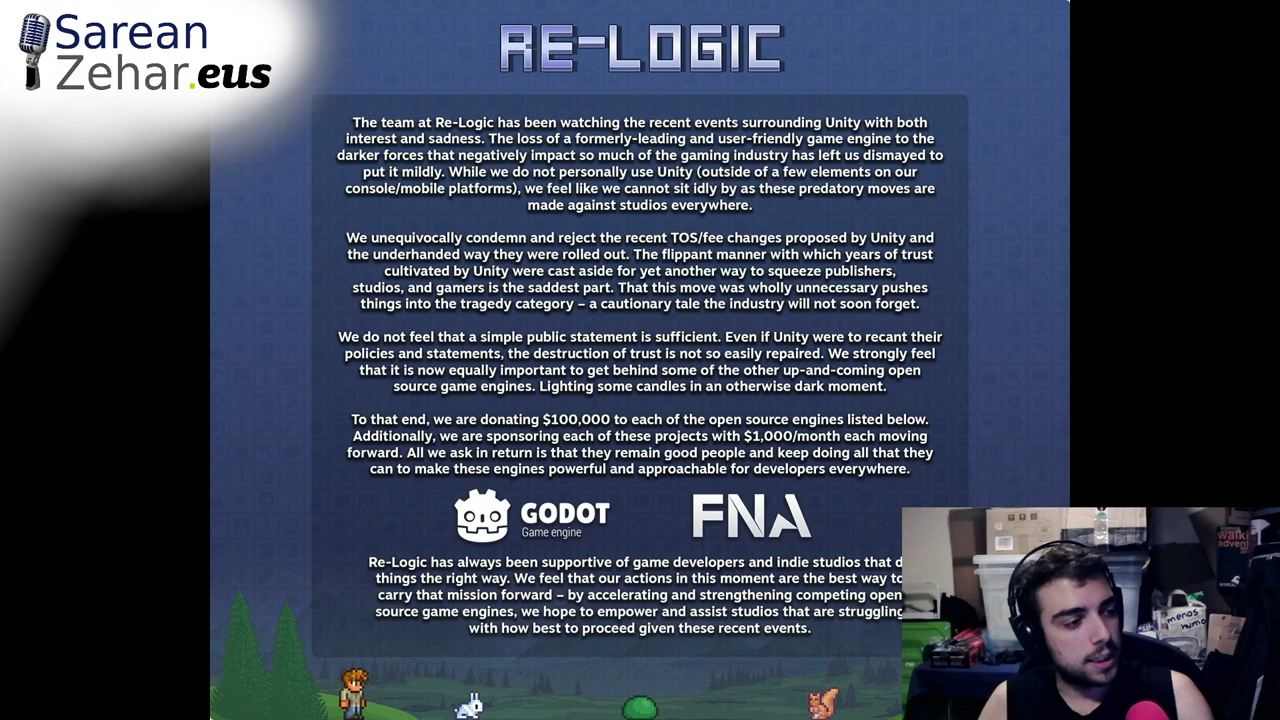 Sarean
Zehar.eus
RE-LOGIC
The team at Re-Logic has been watching the recent events surrounding Unity with both
interest and sadness. The loss of a formerly-leading and user-friendly game engine to the
darker forces that negatively impact so much of the gaming industry has left us dismayed to
put it mildly. While we do not personally use Unity (outside of a few elements on our
console/mobile platforms), we feel like we cannot sit idly by as these predatory moves are
made against studios everywhere.
We unequivocally condemn and reject the recent TOS/fee changes proposed by Unity and
the underhanded way they were rolled out. The flippant manner with which years of trust
cultivated by Unity were cast aside for yet another way to squeeze publishers,
studios, and gamers is the saddest part. That this move was wholly unnecessary pushes
things into the tragedy category – a cautionary tale the industry will not soon forget.
We do not feel that a simple public statement is sufficient. Even if Unity were to recant their
policies and statements, the destruction of trust is not so easily repaired. We strongly feel
that it is now equally important to get behind some of the other up-and-coming open
source game engines. Lighting some candles in an otherwise dark moment.
To that end, we are donating $100,000 to each of the open source engines listed below.
Additionally, we are sponsoring each of these projects with $1,000/month each moving
forward. All we ask in return is that they remain good people and keep doing all that they
can to make these engines powerful and approachable for developers everywhere.
GODOT
Game engine
FNA
Re-Logic has always been supportive of game developers and indie studios that d
things the right way. We feel that our actions in this moment are the best way to
carry that mission forward – by accelerating and strengthening competing open
source game engines, we hope to empower and assist studios that are struggling
with how best to proceed given these recent events.
walk
menos
humo